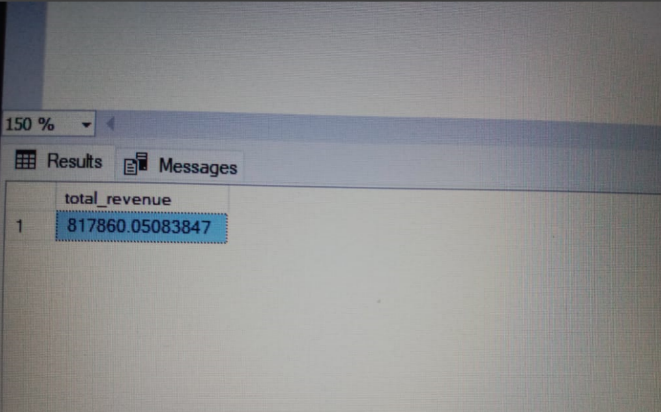 150 %
Results Messages
total_revenue
1 817860.05083847